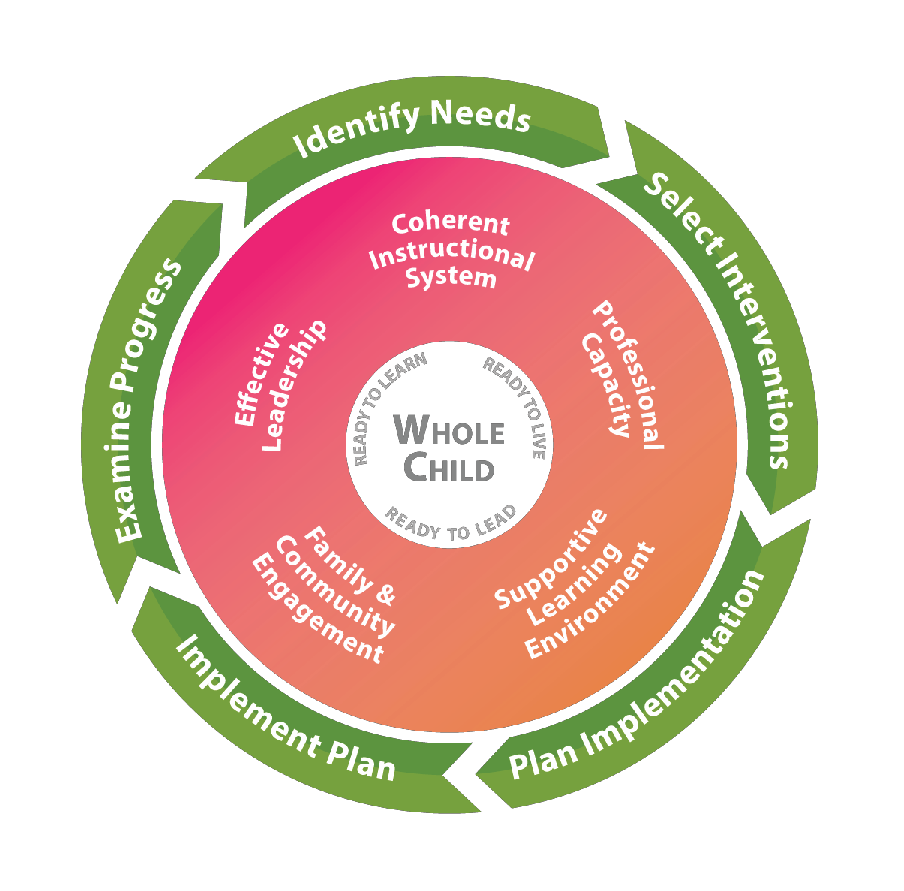 Identify Needs
Select Interventions
Plan Implementation
Implement Plan
Examine Progress
Coherent
Instructional
System
Professional
Capacity
Supportive
Learning
Environment
Family &
Community
Engagement
Effective
Leadership
READY TO LEARN
READY TO LIVE
READY TO LEAD
WHOLE
CHILD